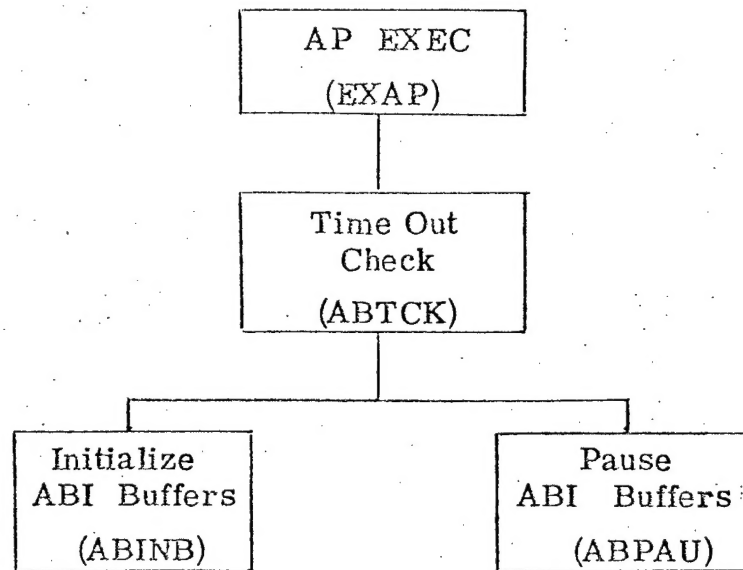 AP EXEC
(EXAP)
Time Out
Check
(ABTCK)
Initialize
ABI Buffers
(ABINB)
Pause
ABI Buffers
(ABPAU)